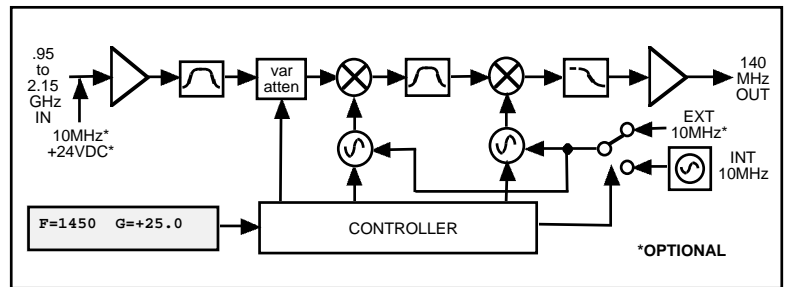 .95
to
2.15
GHz
IN
10MHz*
+24VDC*
var
atten
140
MHz
OUT
EXT
10MHz*
INT
10MHz
F=1450 G=+25.0
CONTROLLER
*OPTIONAL